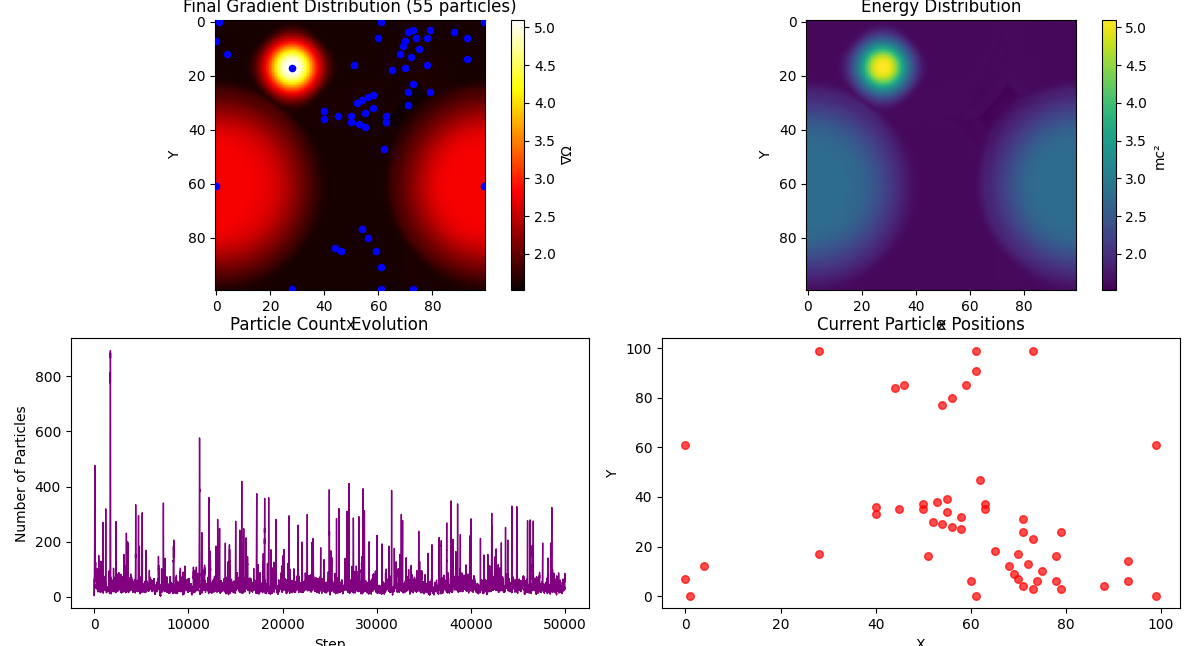 Final Gradient Distribution (55 particles)
Energy Distribution
0
20
40
60
80
Y
0 20 40 60 80
X
5.0
4.5
4.0
3.5
3.0
2.5
2.0
∇Ω
0
20
40
60
80
Y
0 20 40 60 80
X
5.0
4.5
4.0
3.5
3.0
2.5
2.0
mc²
Particle Count Evolution
800
600
400
200
0
Number of Particles
0 10000 20000 30000 40000 50000
Step
Current Particle Positions
100
80
60
40
20
0
Y
0 20 40 60 80 100
X